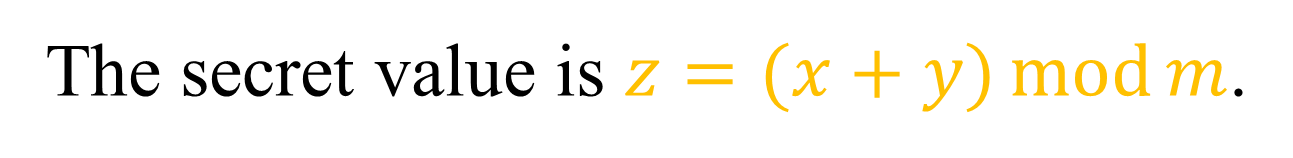 The secret value is z = (x + y) mod m.